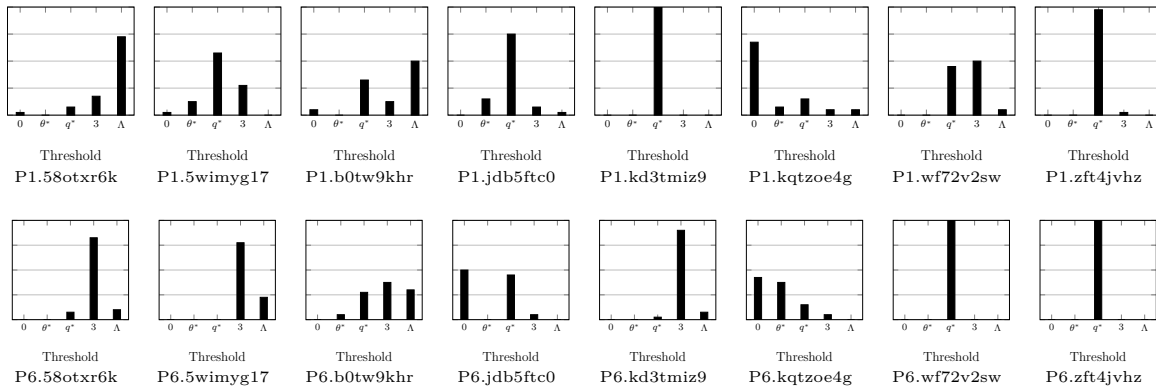 0 θ* q* 3 Λ 0 θ* q* 3 Λ 0 θ* q* 3 Λ 0 θ* q* 3 Λ 0 θ* q* 3 Λ 0 θ* q* 3 Λ 0 θ* q* 3 Λ 0 θ* q* 3 Λ
Threshold Threshold Threshold Threshold Threshold Threshold Threshold Threshold
P1.58otxr6k P1.5wimyg17 P1.b0tw9khr P1.jdb5ftc0 P1.kd3tmiz9 P1.kqtzoe4g P1.wf72v2sw P1.zft4jvhz
0 θ* q* 3 Λ 0 θ* q* 3 Λ 0 θ* q* 3 Λ 0 θ* q* 3 Λ 0 θ* q* 3 Λ 0 θ* q* 3 Λ 0 θ* q* 3 Λ 0 θ* q* 3 Λ
Threshold Threshold Threshold Threshold Threshold Threshold Threshold Threshold
P6.58otxr6k P6.5wimyg17 P6.b0tw9khr P6.jdb5ftc0 P6.kd3tmiz9 P6.kqtzoe4g P6.wf72v2sw P6.zft4jvhz